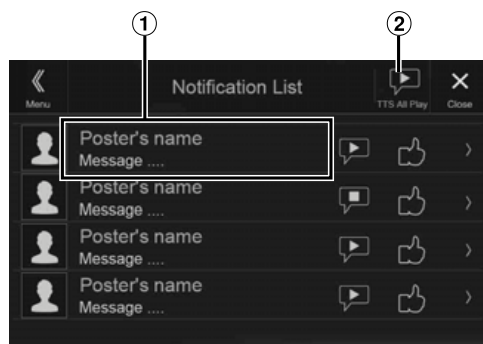 1 2
Menu Notification List TTS All Play Close
Poster's name
Message ....
Poster's name
Message ....
Poster's name
Message ....
Poster's name
Message ....